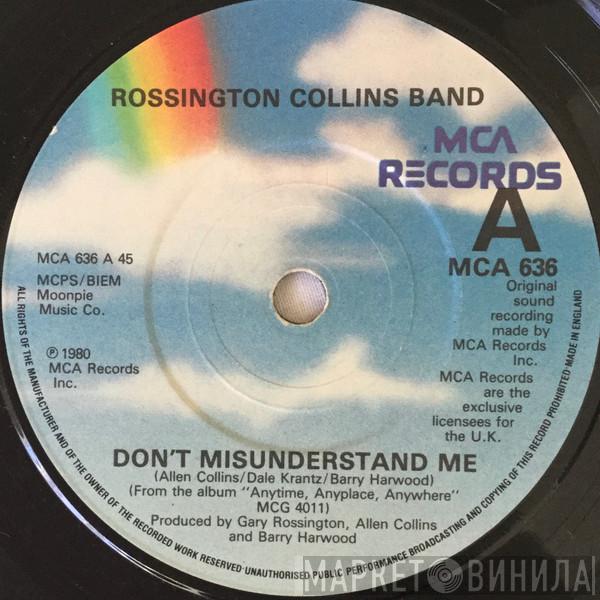 ROSSINGTON COLLINS BAND
MCA
RECORDS
A
MCA 636
MCA 636 A 45
MCPS/BIEM
Moonpie
Music Co.
℗ 1980
MCA Records
Inc.
Original
sound
recording
made by
MCA Records
Inc.
MCA Records
are the
exclusive
licensees for
the U.K.
DON'T MISUNDERSTAND ME
(Allen Collins/Dale Krantz/Barry Harwood)
(From the album "Anytime, Anyplace, Anywhere"
MCG 4011)
Produced by Gary Rossington, Allen Collins
and Barry Harwood
ALL RIGHTS OF THE MANUFACTURER AND OF THE OWNER OF THE RECORDED WORK RESERVED·UNAUTHORISED PUBLIC PERFORMANCE BROADCASTING AND COPYING OF THIS RECORD PROHIBITED·MADE IN ENGLAND
МАРКЕТ ВИНИЛА